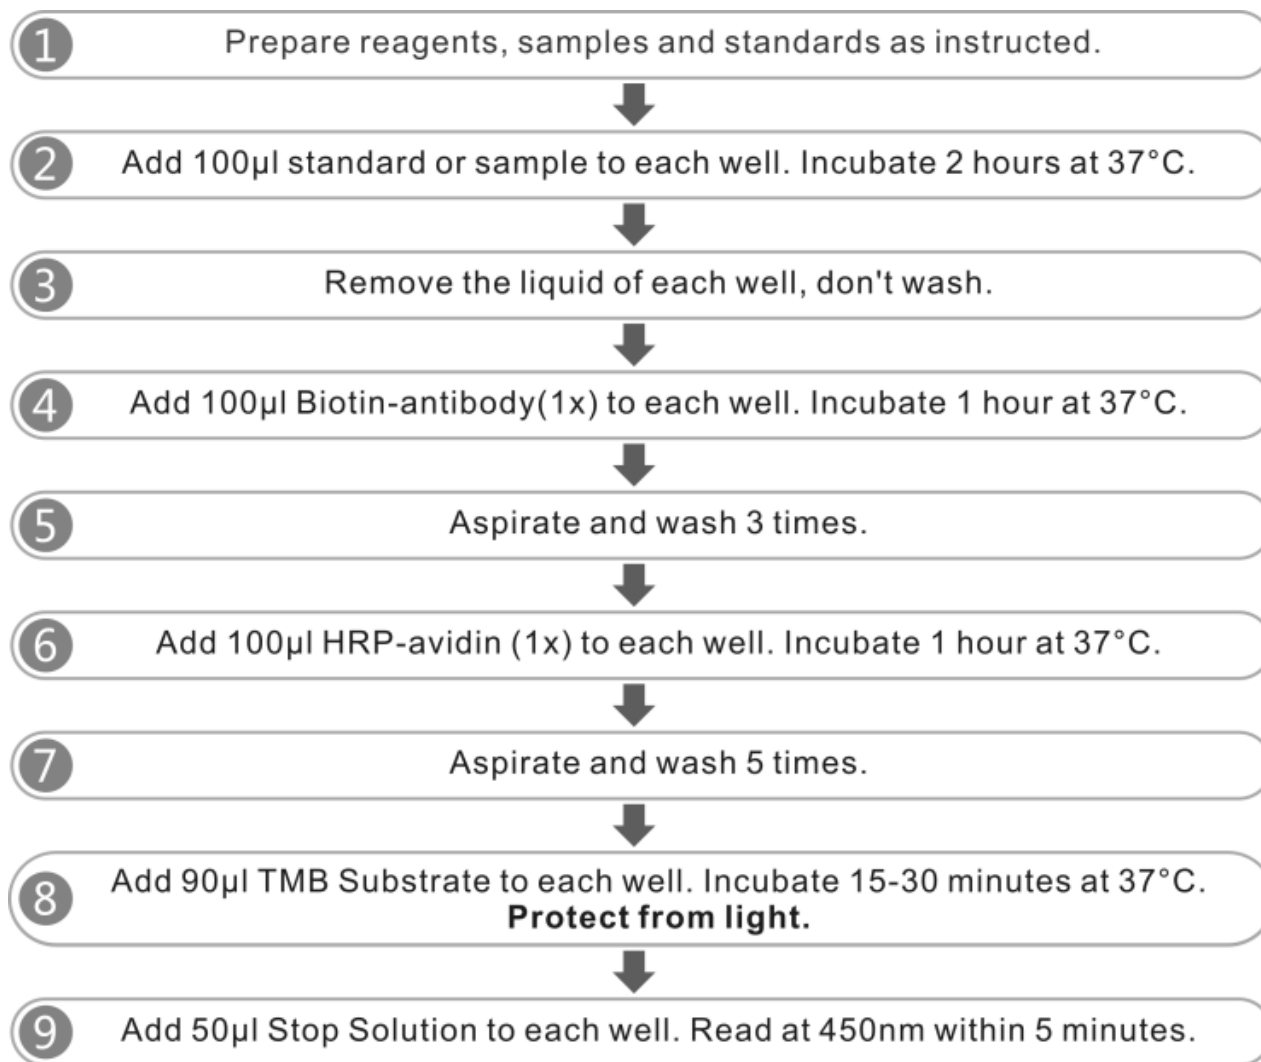 1 Prepare reagents, samples and standards as instructed.
2 Add 100µl standard or sample to each well. Incubate 2 hours at 37°C.
3 Remove the liquid of each well, don't wash.
4 Add 100µl Biotin-antibody(1x) to each well. Incubate 1 hour at 37°C.
5 Aspirate and wash 3 times.
6 Add 100µl HRP-avidin (1x) to each well. Incubate 1 hour at 37°C.
7 Aspirate and wash 5 times.
8 Add 90µl TMB Substrate to each well. Incubate 15-30 minutes at 37°C.
Protect from light.
9 Add 50µl Stop Solution to each well. Read at 450nm within 5 minutes.